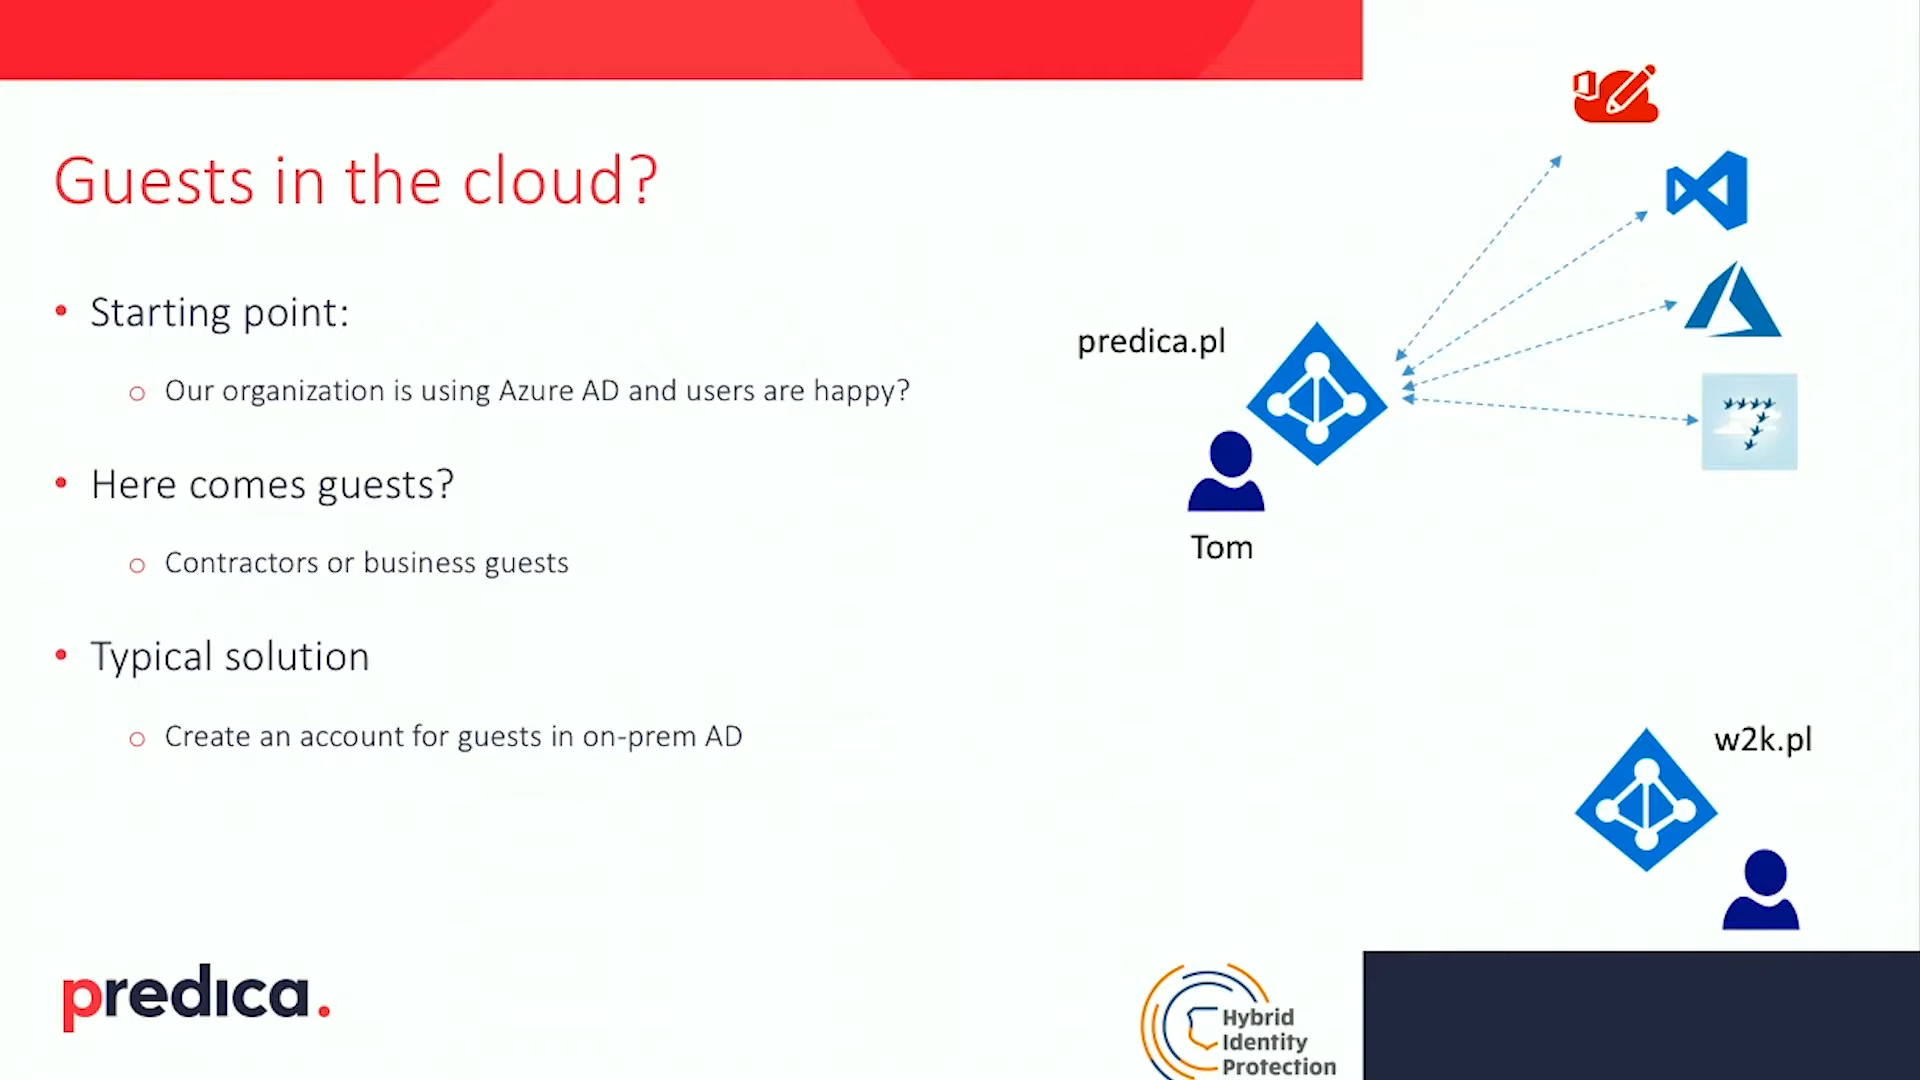 Guests in the cloud?
• Starting point:
o Our organization is using Azure AD and users are happy?
• Here comes guests?
o Contractors or business guests
• Typical solution
o Create an account for guests in on-prem AD
predica.pl
Tom
w2k.pl
predica.
Hybrid
Identity
Protection